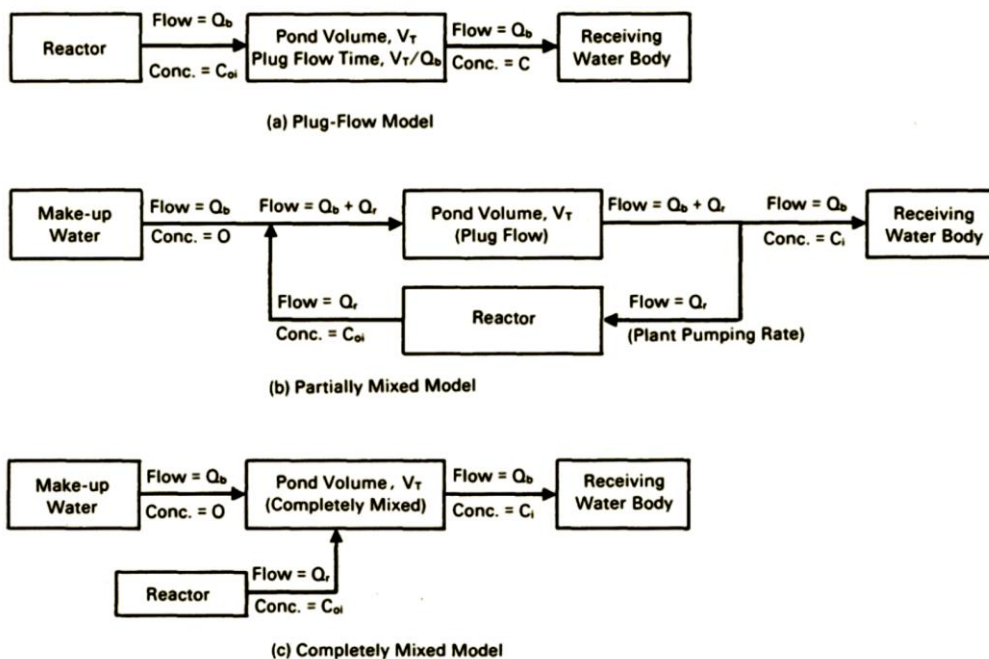 Reactor
Flow = Qb
Conc. = Coi
Pond Volume, VT
Plug Flow Time, VT/Qb
Flow = Qb
Conc. = C
Receiving
Water Body
(a) Plug-Flow Model
Make-up
Water
Flow = Qb
Conc. = O
Flow = Qb + Qr
Pond Volume, VT
(Plug Flow)
Flow = Qb + Qr
Flow = Qb
Conc. = Ci
Receiving
Water Body
Flow = Qr
Conc. = Coi
Reactor
Flow = Qr
(Plant Pumping Rate)
(b) Partially Mixed Model
Make-up
Water
Flow = Qb
Conc. = O
Pond Volume, VT
(Completely Mixed)
Flow = Qb
Conc. = Ci
Receiving
Water Body
Reactor
Flow = Qr
Conc. = Coi
(c) Completely Mixed Model